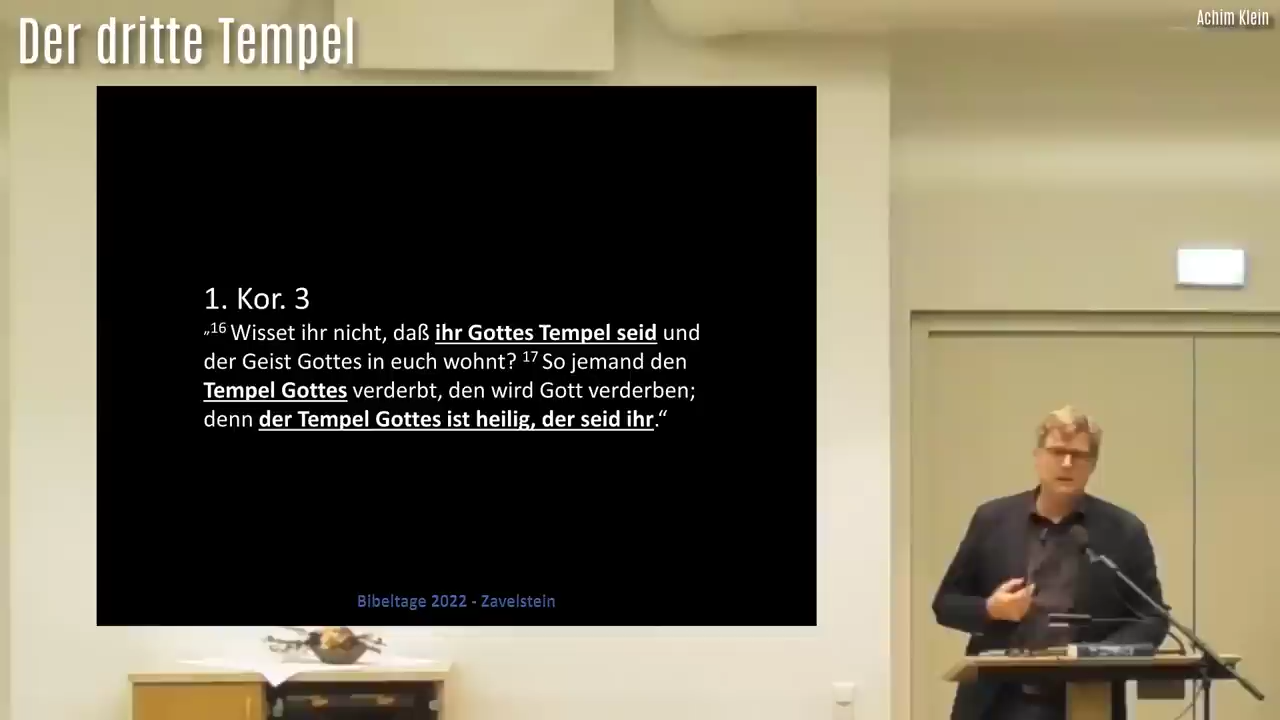 Der dritte Tempel
Achim Klein
1. Kor. 3
„16 Wisset ihr nicht, daß ihr Gottes Tempel seid und
der Geist Gottes in euch wohnt? 17 So jemand den
Tempel Gottes verderbt, den wird Gott verderben;
denn der Tempel Gottes ist heilig, der seid ihr.“
Bibeltage 2022 - Zavelstein